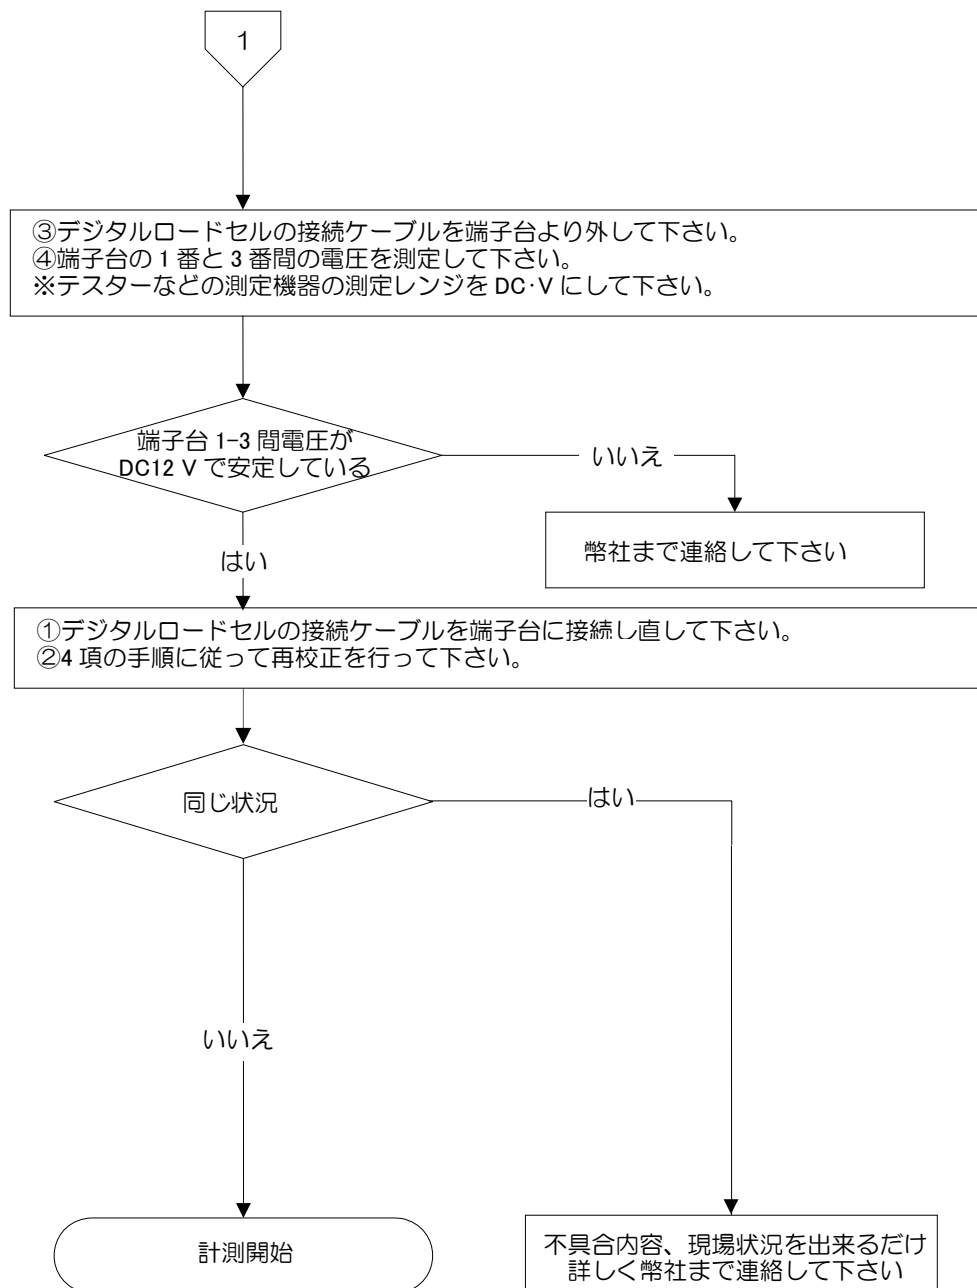 1
③デジタルロードセルの接続ケーブルを端子台より外して下さい。
④端子台の1番と3番間の電圧を測定して下さい。
※テスターなどの測定機器の測定レンジをDC·Vにして下さい。
端子台1-3間電圧が
DC12 Vで安定している
いいえ
幣社まで連絡して下さい
はい
①デジタルロードセルの接続ケーブルを端子台に接続し直して下さい。
②4項の手順に従って再校正を行って下さい。
同じ状況
はい
いいえ
計測開始
不具合内容、現場状況を出来るだけ
詳しく幣社まで連絡して下さい